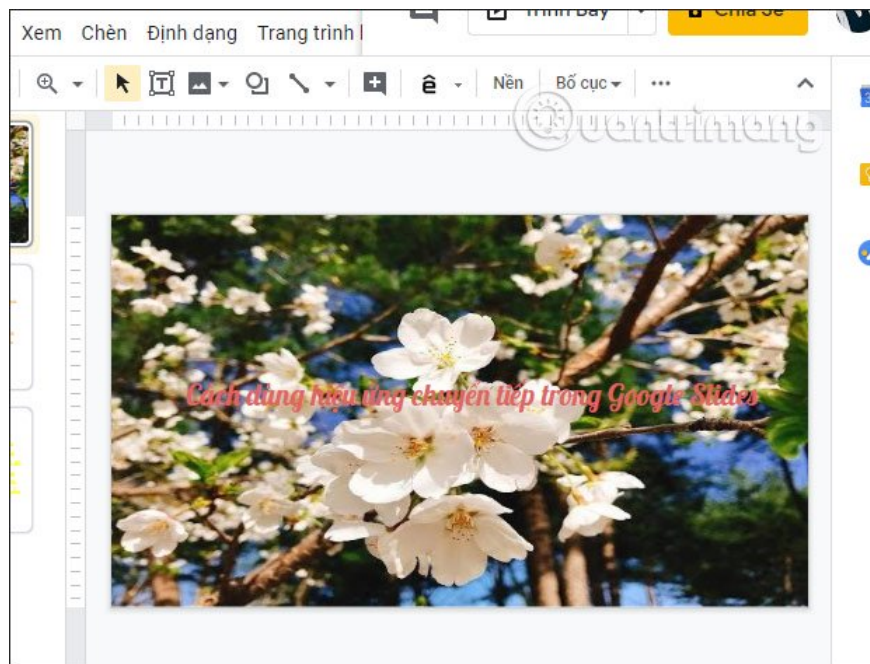 Trình bày
Chia sẻ
Xem Chèn Định dạng Trang trình
ê Nền Bố cục
Quantrimang
Cách dùng hiệu ứng chuyển tiếp trong Google Slides